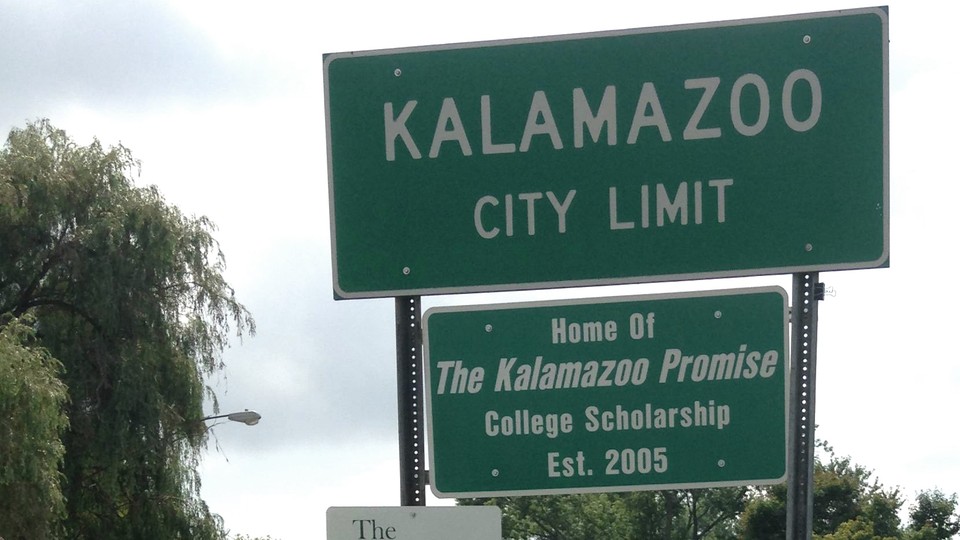 KALAMAZOO
CITY LIMIT
Home Of
The Kalamazoo Promise
College Scholarship
Est. 2005
The